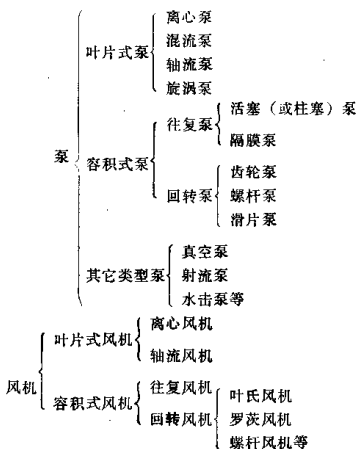 离心泵
混流泵
叶片式泵
轴流泵
旋涡泵
活塞（或柱塞）泵
往复泵
隔膜泵
泵
容积式泵
齿轮泵
回转泵
螺杆泵
滑片泵
真空泵
其它类型泵
射流泵
水击泵等
离心风机
叶片式风机
轴流风机
风机
往复风机
叶氏风机
容积式风机
回转风机
罗茨风机
螺杆风机等